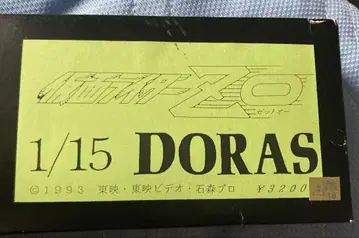 仮面ライダーZO
ゼットオー
1/15 DORAS
©1993 東映・東映ビデオ・石森プロ ¥3200